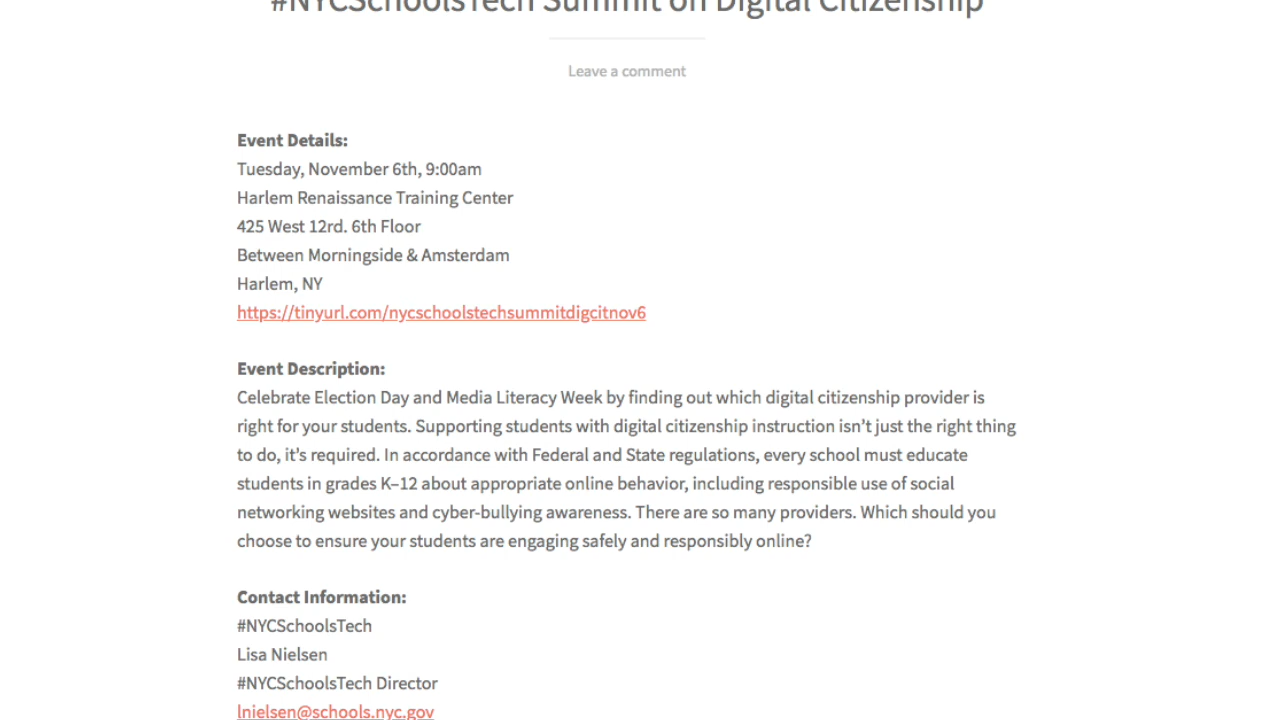 #NYCSchoolsTech Summit on Digital Citizenship
Leave a comment
Event Details:
Tuesday, November 6th, 9:00am
Harlem Renaissance Training Center
425 West 12rd. 6th Floor
Between Morningside & Amsterdam
Harlem, NY
https://tinyurl.com/nycschoolstechsummitdigcitnov6
Event Description:
Celebrate Election Day and Media Literacy Week by finding out which digital citizenship provider is
right for your students. Supporting students with digital citizenship instruction isn’t just the right thing
to do, it’s required. In accordance with Federal and State regulations, every school must educate
students in grades K–12 about appropriate online behavior, including responsible use of social
networking websites and cyber-bullying awareness. There are so many providers. Which should you
choose to ensure your students are engaging safely and responsibly online?
Contact Information:
#NYCSchoolsTech
Lisa Nielsen
#NYCSchoolsTech Director
lnielsen@schools.nyc.gov